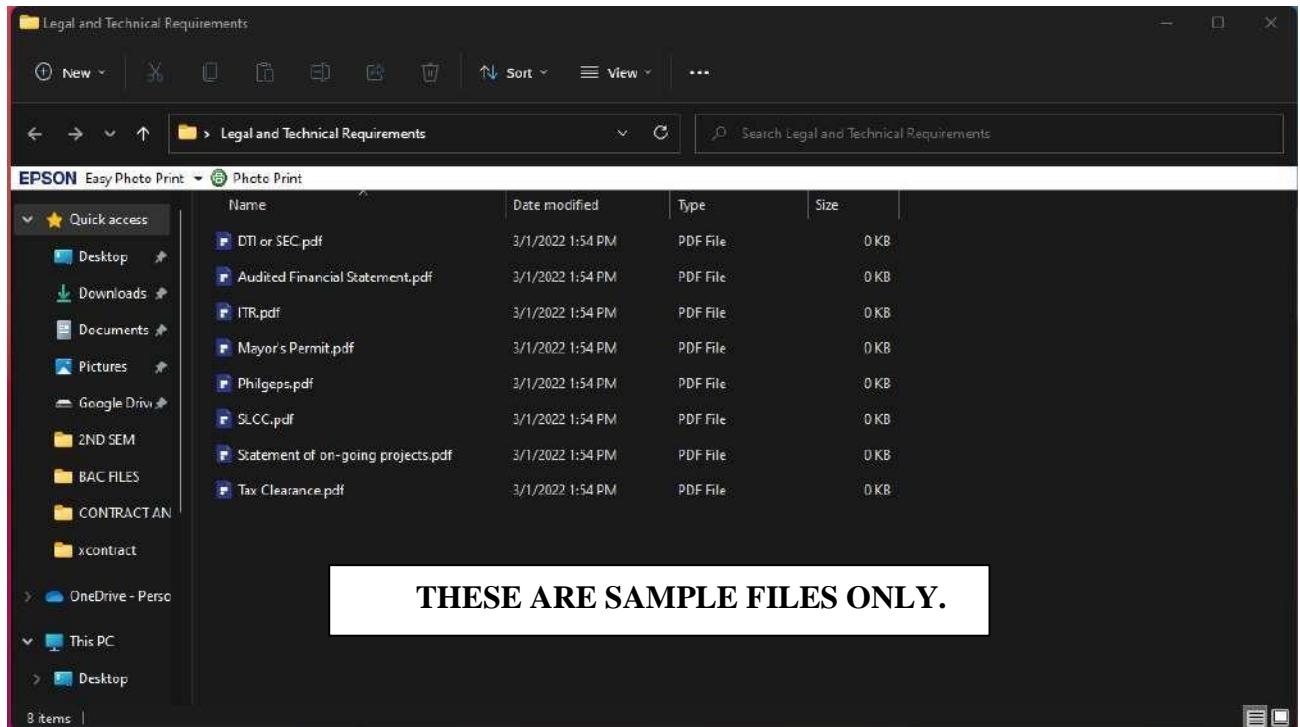 Legal and Technical Requirements
New Sort View
Legal and Technical Requirements Search Legal and Technical Requirements
EPSON Easy Photo Print Photo Print
Name Date modified Type Size
Quick access
DTI or SEC.pdf 3/1/2022 1:54 PM PDF File 0 KB
Desktop
Audited Financial Statement.pdf 3/1/2022 1:54 PM PDF File 0 KB
Downloads
ITR.pdf 3/1/2022 1:54 PM PDF File 0 KB
Documents
Mayor's Permit.pdf 3/1/2022 1:54 PM PDF File 0 KB
Pictures
Philgeps.pdf 3/1/2022 1:54 PM PDF File 0 KB
Google Driv
SLCC.pdf 3/1/2022 1:54 PM PDF File 0 KB
2ND SEM
Statement of on-going projects.pdf 3/1/2022 1:54 PM PDF File 0 KB
BAC FILES
Tax Clearance.pdf 3/1/2022 1:54 PM PDF File 0 KB
CONTRACT AN
xcontract
OneDrive - Perso
THESE ARE SAMPLE FILES ONLY.
This PC
Desktop
8 items